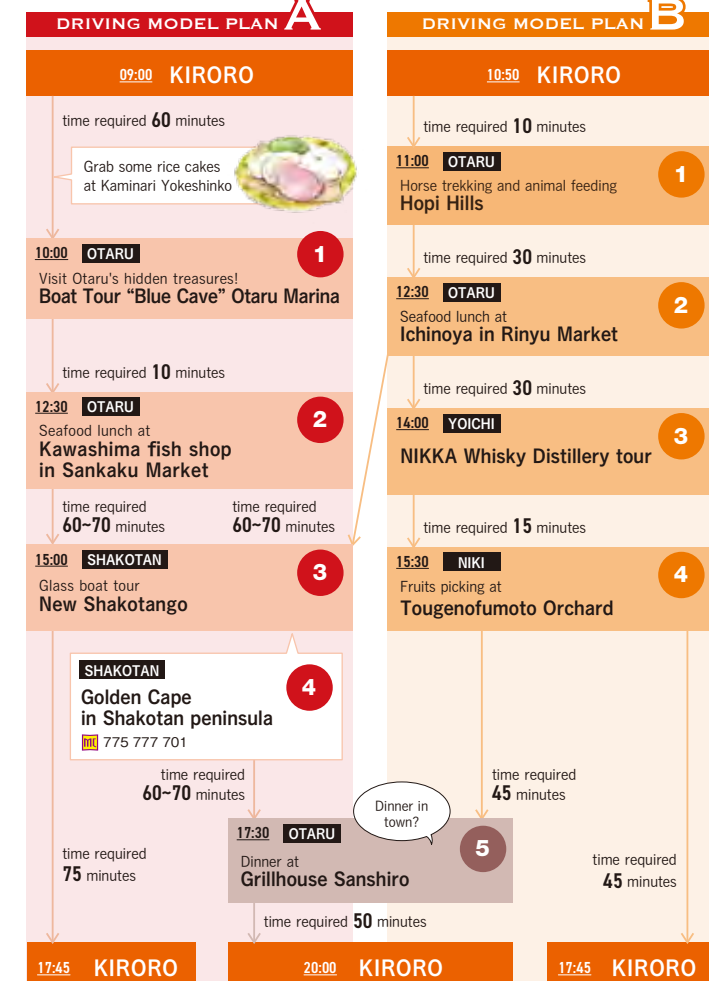 DRIVING MODEL PLAN A
09:00 KIRORO
time required 60 minutes
Grab some rice cakes
at Kaminari Yokeshinko
10:00 OTARU
1
Visit Otaru's hidden treasures!
Boat Tour “Blue Cave” Otaru Marina
time required 10 minutes
12:30 OTARU
2
Seafood lunch at
Kawashima fish shop
in Sankaku Market
time required
60~70 minutes
time required
60~70 minutes
15:00 SHAKOTAN
3
Glass boat tour
New Shakotango
SHAKOTAN
4
Golden Cape
in Shakotan peninsula
MC 775 777 701
time required
60~70 minutes
time required
75 minutes
17:45 KIRORO
DRIVING MODEL PLAN B
10:50 KIRORO
time required 10 minutes
11:00 OTARU
1
Horse trekking and animal feeding
Hopi Hills
time required 30 minutes
12:30 OTARU
2
Seafood lunch at
Ichinoya in Rinyu Market
time required 30 minutes
14:00 YOICHI
3
NIKKA Whisky Distillery tour
time required 15 minutes
15:30 NIKI
4
Fruits picking at
Tougenofumoto Orchard
time required
45 minutes
Dinner in
town?
17:30 OTARU
5
Dinner at
Grillhouse Sanshiro
time required 50 minutes
20:00 KIRORO
time required
45 minutes
17:45 KIRORO